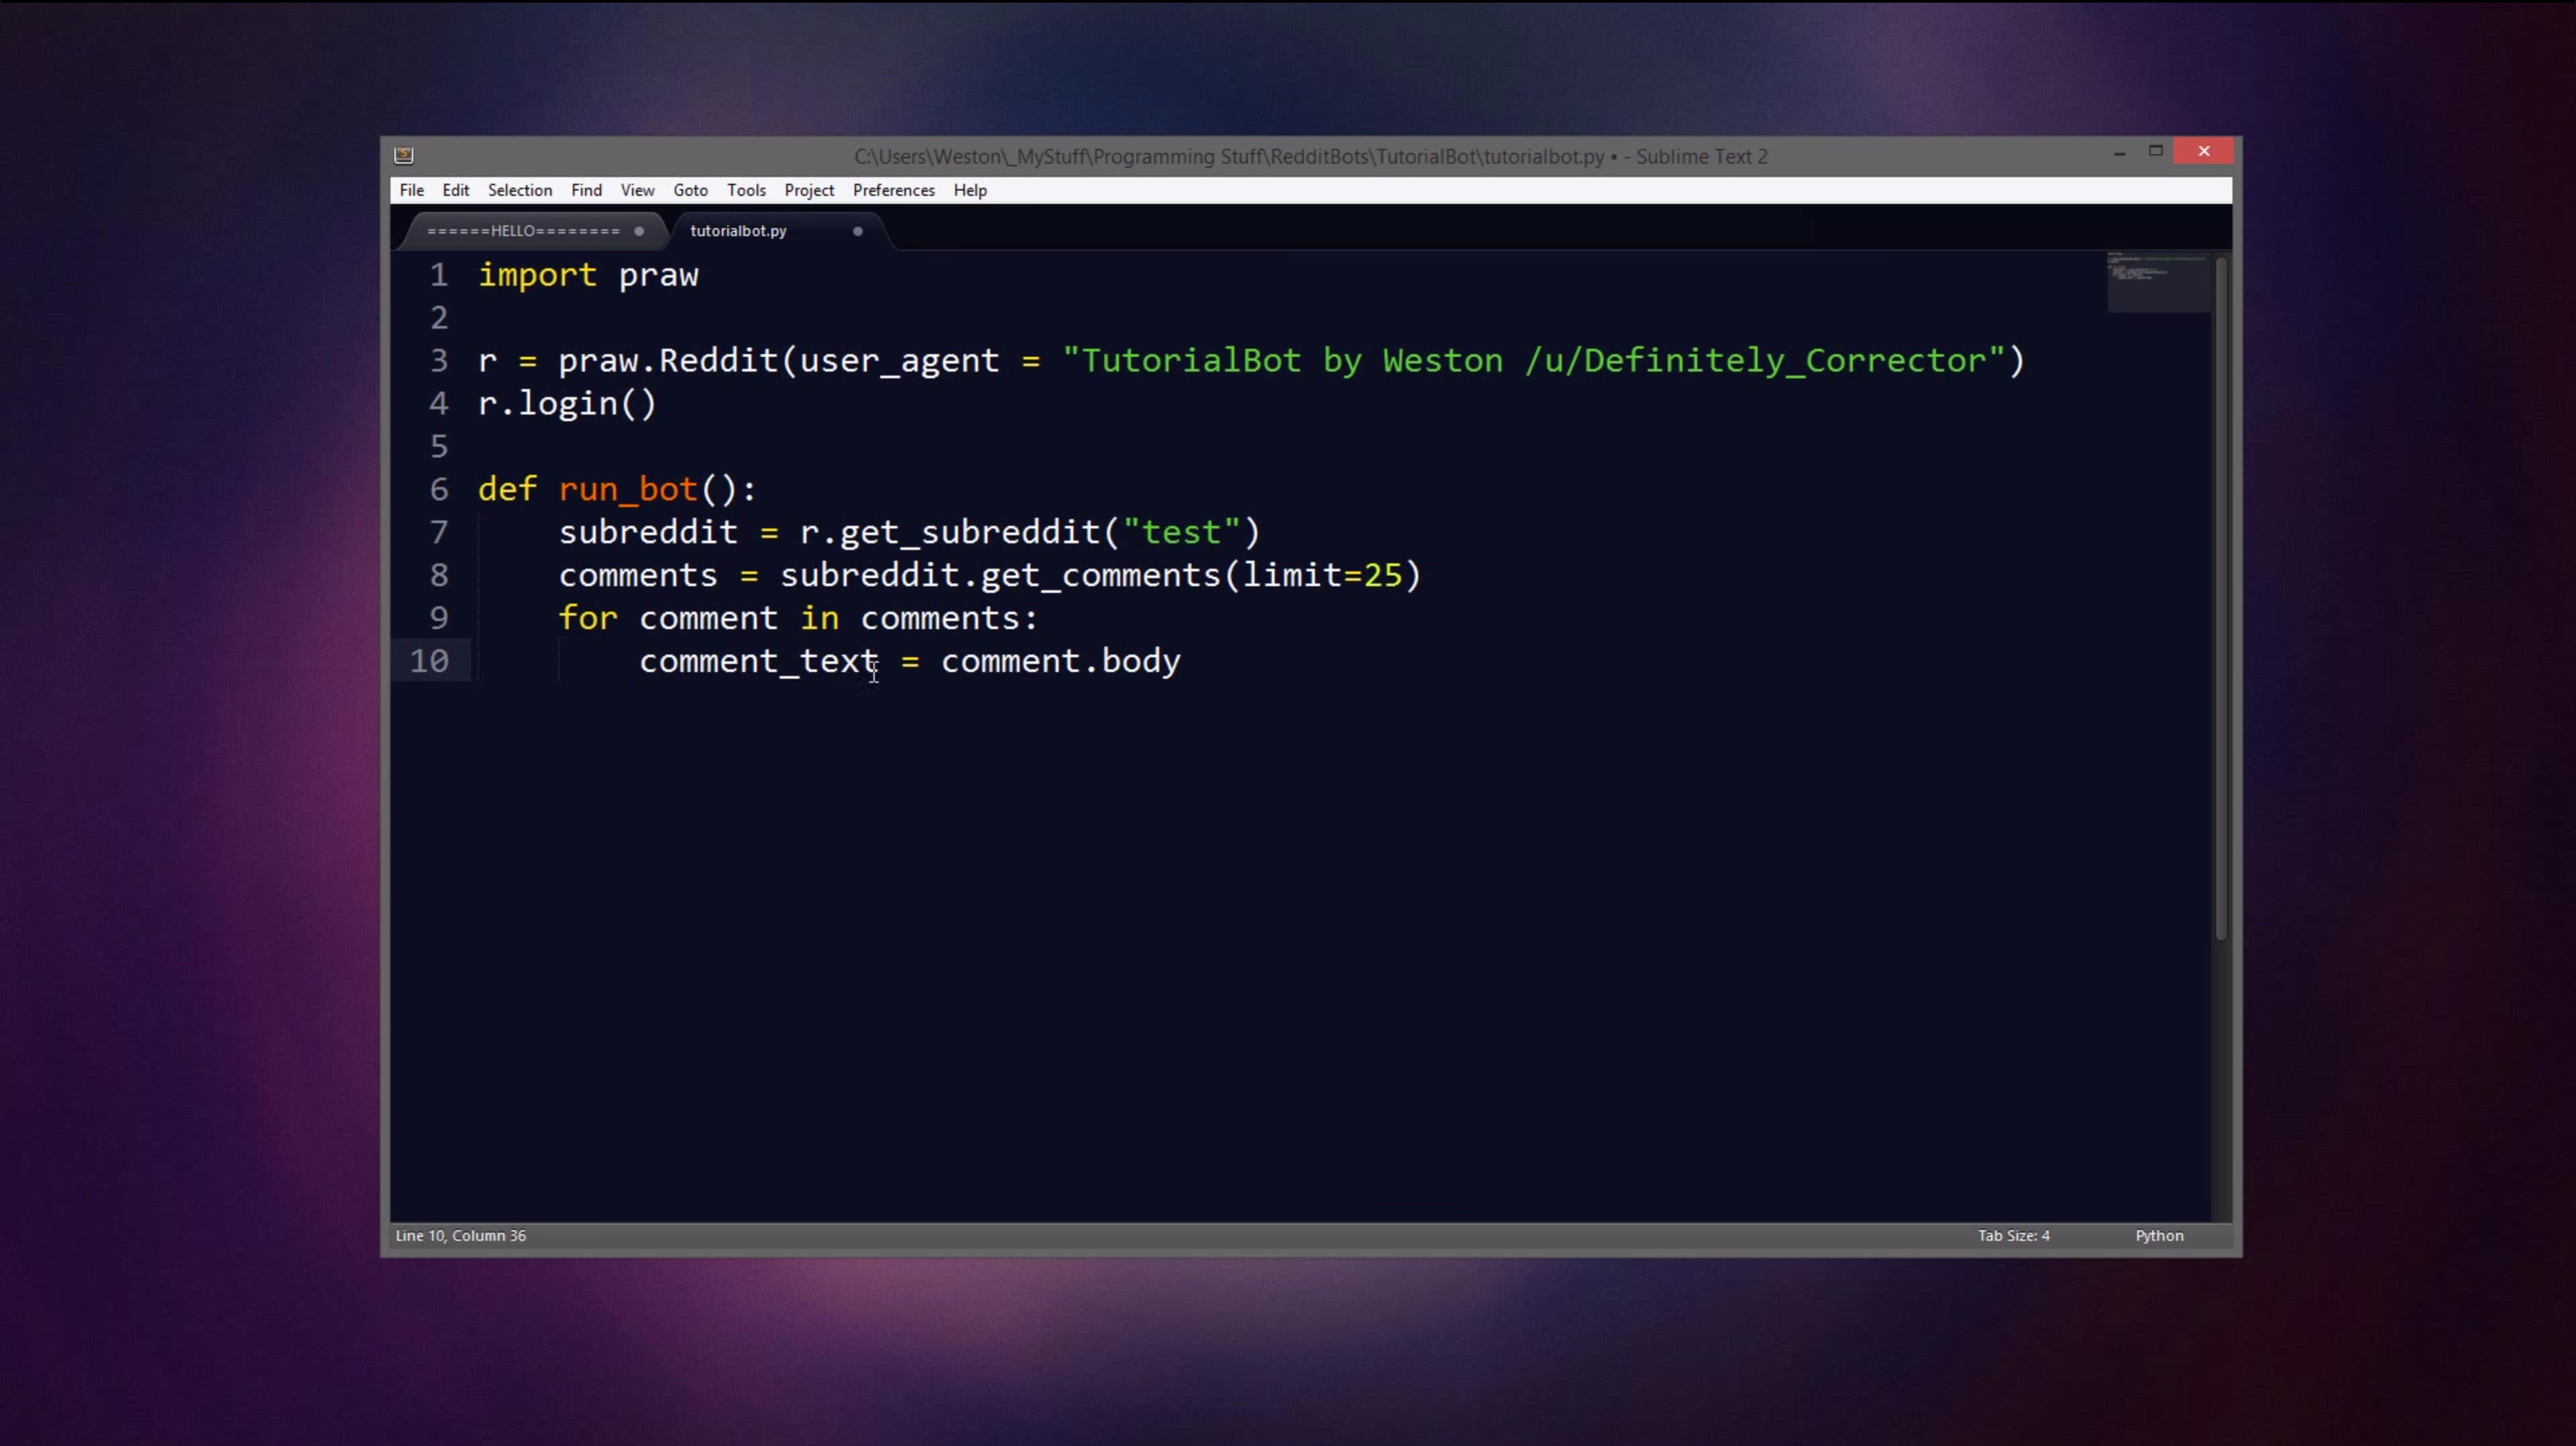 C:\Users\Weston\_MyStuff\Programming Stuff\RedditBots\TutorialBot\tutorialbot.py • - Sublime Text 2
File Edit Selection Find View Goto Tools Project Preferences Help
======HELLO======== tutorialbot.py
1 import praw
2
3 r = praw.Reddit(user_agent = "TutorialBot by Weston /u/Definitely_Corrector")
4 r.login()
5
6 def run_bot():
7     subreddit = r.get_subreddit("test")
8     comments = subreddit.get_comments(limit=25)
9     for comment in comments:
10         comment_text = comment.body
Line 10, Column 36 Tab Size: 4 Python